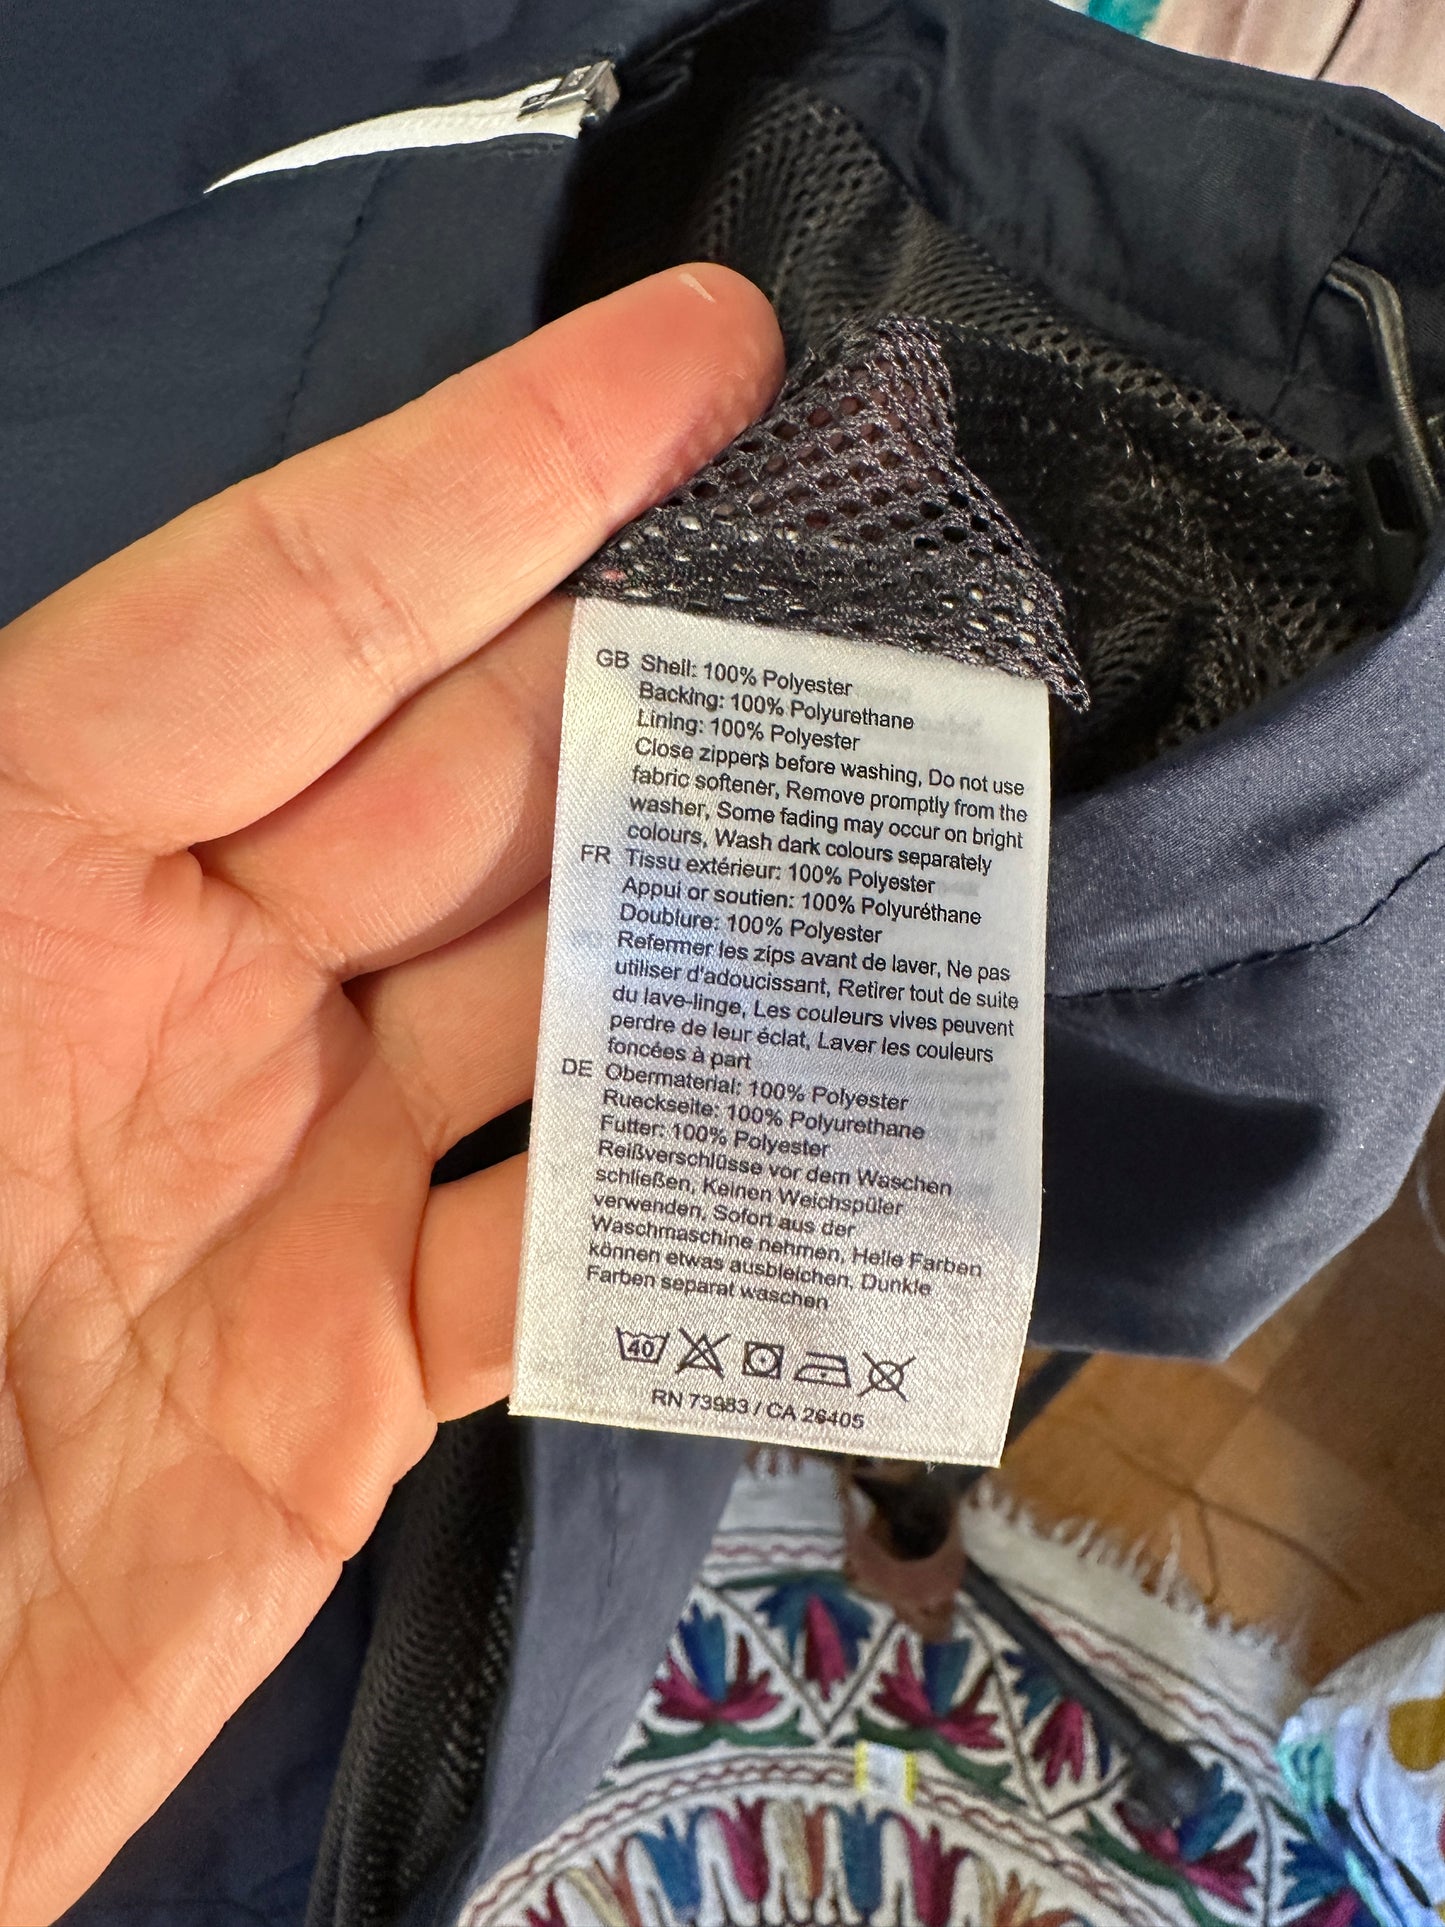 GB Shell: 100% Polyester
Backing: 100% Polyurethane
Lining: 100% Polyester
Close zippers before washing, Do not use
fabric softener, Remove promptly from the
washer, Some fading may occur on bright
colours, Wash dark colours separately
FR Tissu extérieur: 100% Polyester
Appui or soutien: 100% Polyuréthane
Doublure: 100% Polyester
Refermer les zips avant de laver, Ne pas
utiliser d'adoucissant, Retirer tout de suite
du lave-linge, Les couleurs vives peuvent
perdre de leur éclat, Laver les couleurs
foncées à part
DE Obermaterial: 100% Polyester
Rueckseite: 100% Polyurethane
Futter: 100% Polyester
Reißverschlüsse vor dem Waschen
schließen, Keinen Weichspüler
verwenden, Sofort aus der
Waschmaschine nehmen, Helle Farben
können etwas ausbleichen, Dunkle
Farben separat waschen
40
RN 73983 / CA 26405